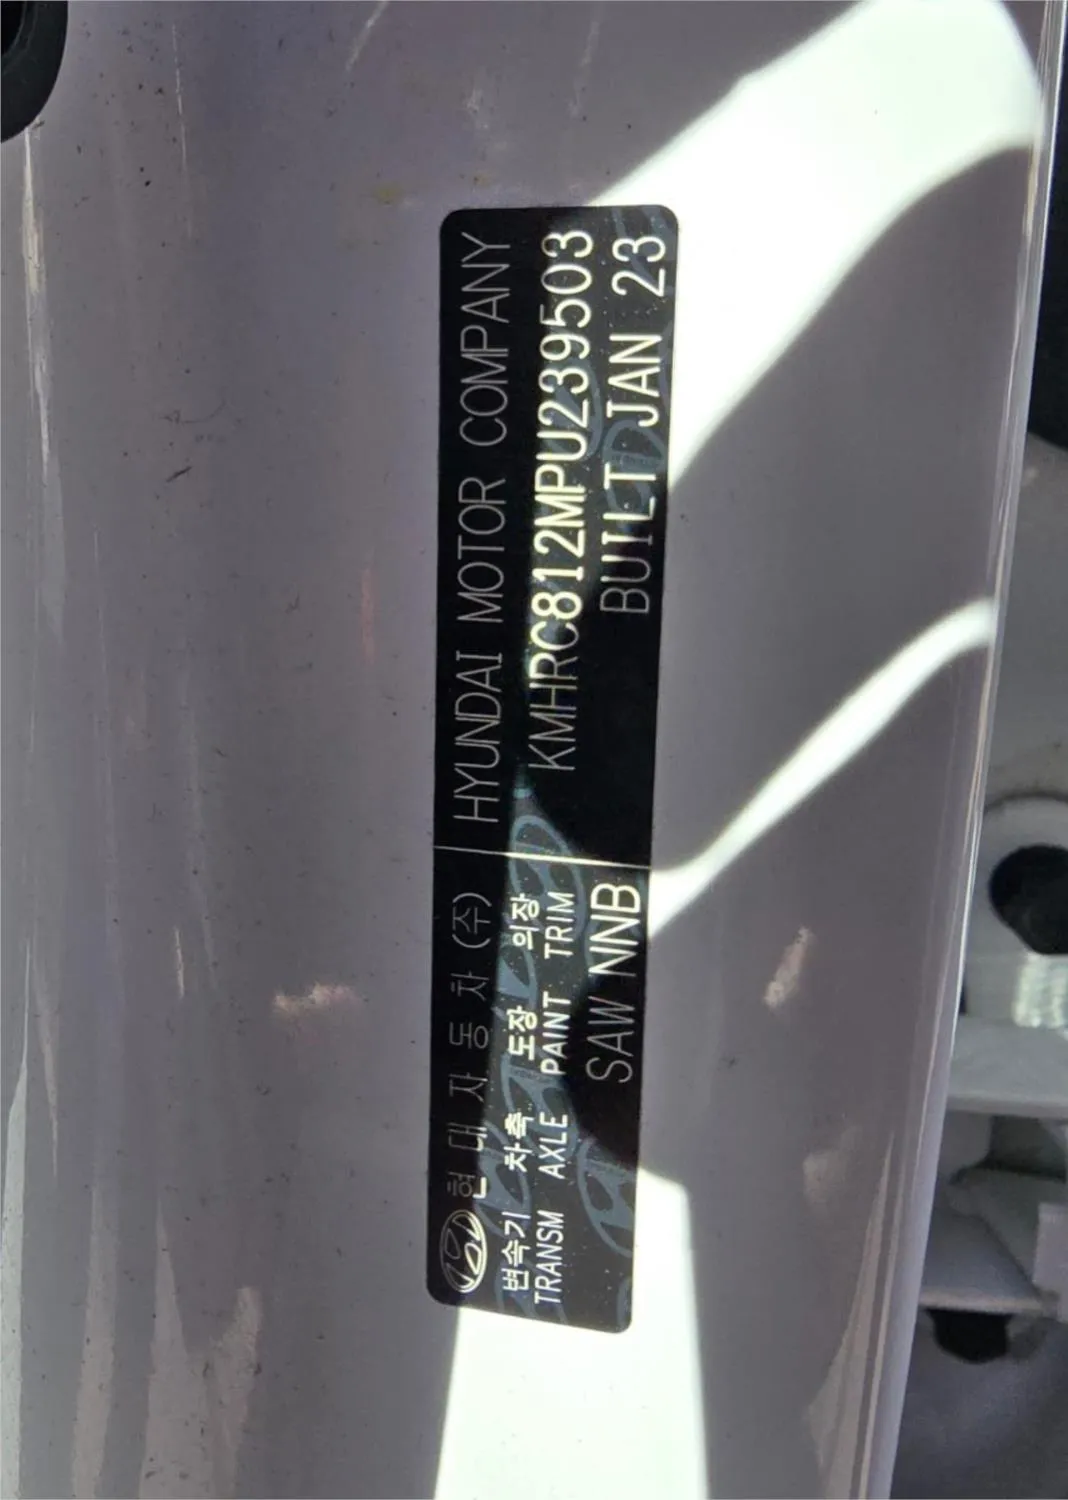 현대자동차(주)
HYUNDAI MOTOR COMPANY
변속기 차축 도장 의장
TRANSM AXLE PAINT TRIM
KMHRC812MPU239503
SAW NNB
BUILT JAN 23